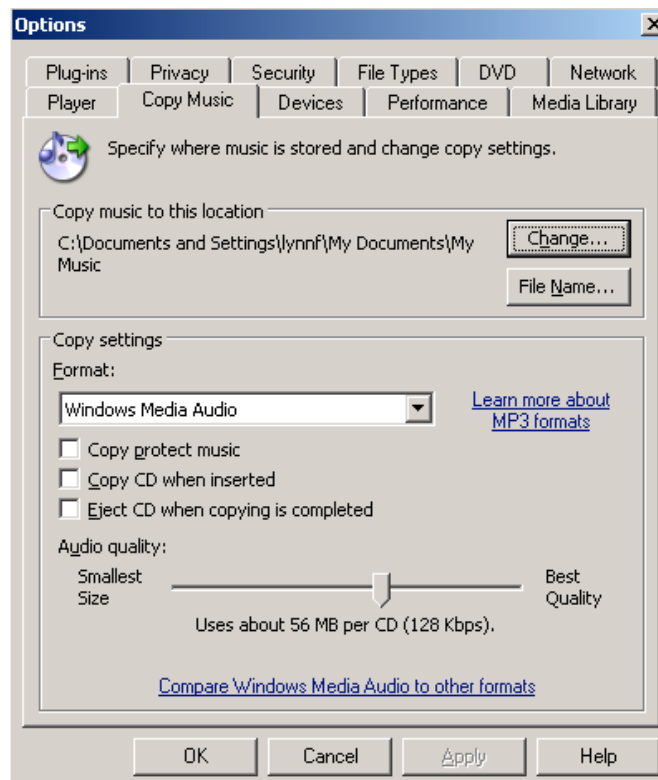 Options
Plug-ins Privacy Security File Types DVD Network
Player Copy Music Devices Performance Media Library
Specify where music is stored and change copy settings.
Copy music to this location
C:\Documents and Settings\lynnf\My Documents\My
Music
Change...
File Name...
Copy settings
Format:
Windows Media Audio
Learn more about
MP3 formats
Copy protect music
Copy CD when inserted
Eject CD when copying is completed
Audio quality:
Smallest
Size
Best
Quality
Uses about 56 MB per CD (128 Kbps).
Compare Windows Media Audio to other formats
OK Cancel Apply Help